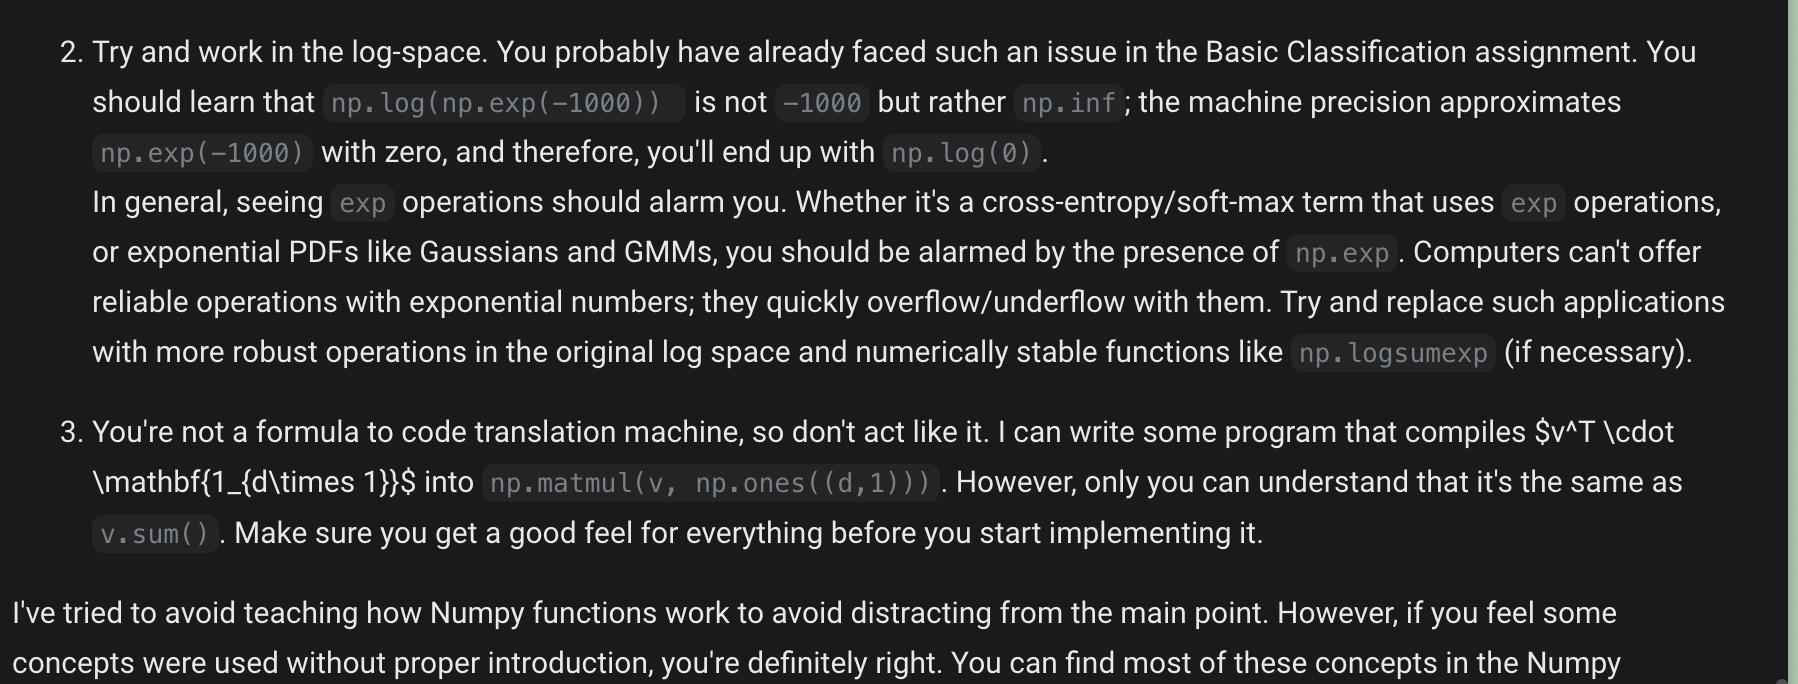 2. Try and work in the log-space. You probably have already faced such an issue in the Basic Classification assignment. You
should learn that np.log(np.exp(-1000)) is not -1000 but rather np.inf; the machine precision approximates
np.exp(-1000) with zero, and therefore, you'll end up with np.log(0).
In general, seeing exp operations should alarm you. Whether it's a cross-entropy/soft-max term that uses exp operations,
or exponential PDFs like Gaussians and GMMs, you should be alarmed by the presence of np.exp. Computers can't offer
reliable operations with exponential numbers; they quickly overflow/underflow with them. Try and replace such applications
with more robust operations in the original log space and numerically stable functions like np.logsumexp (if necessary).
3. You're not a formula to code translation machine, so don't act like it. I can write some program that compiles $v^T \cdot
\mathbf{1_{d\times 1}}$ into np.matmul(v, np.ones((d,1))). However, only you can understand that it's the same as
v.sum(). Make sure you get a good feel for everything before you start implementing it.
I've tried to avoid teaching how Numpy functions work to avoid distracting from the main point. However, if you feel some
concepts were used without proper introduction, you're definitely right. You can find most of these concepts in the Numpy